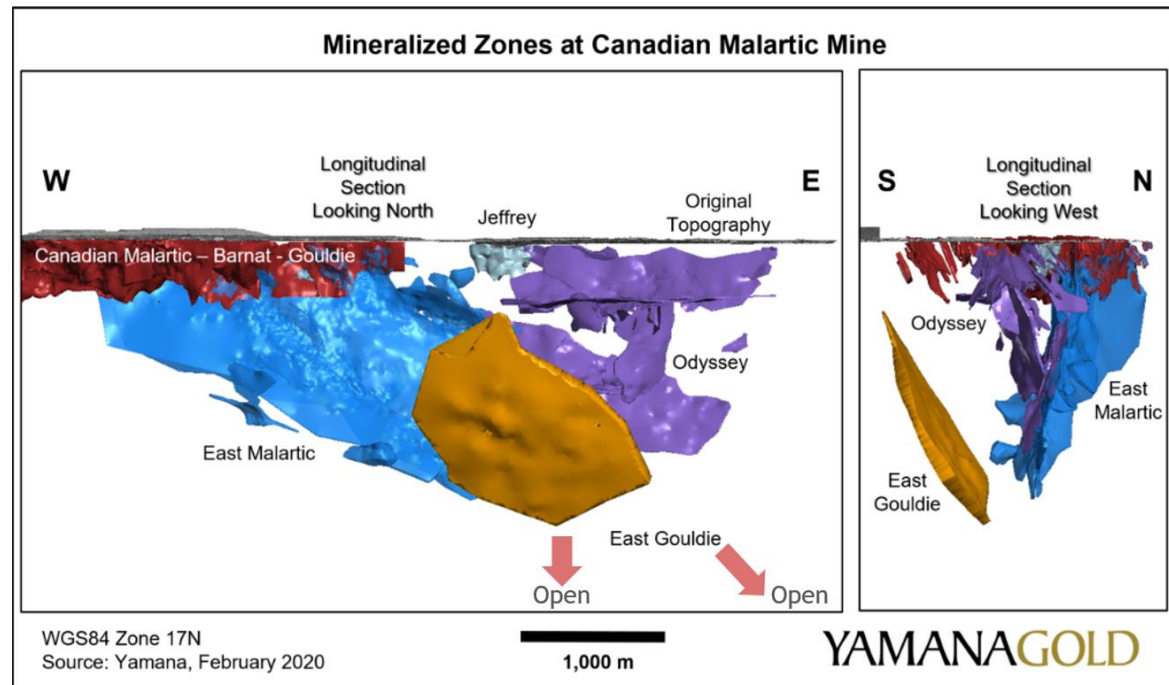 Mineralized Zones at Canadian Malartic Mine
W
Longitudinal
Section
Looking North
Jeffrey
Original
Topography
E
Canadian Malartic – Barnat - Gouldie
Odyssey
East Malartic
East Gouldie
Open
Open
S
Longitudinal
Section
Looking West
N
Odyssey
East
Malartic
East
Gouldie
WGS84 Zone 17N
Source: Yamana, February 2020
1,000 m
YAMANAGOLD